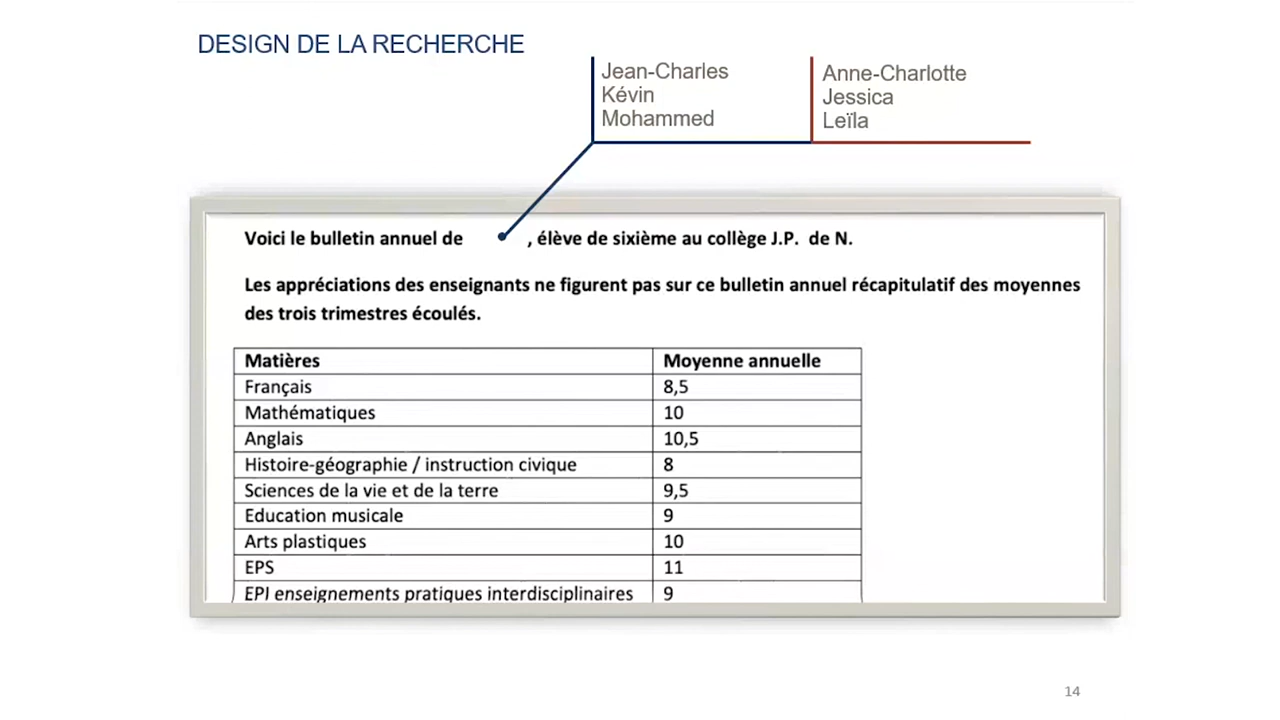 DESIGN DE LA RECHERCHE
Jean-Charles
Kévin
Mohammed
Anne-Charlotte
Jessica
Leïla
Voici le bulletin annuel de , élève de sixième au collège J.P. de N.
Les appréciations des enseignants ne figurent pas sur ce bulletin annuel récapitulatif des moyennes
des trois trimestres écoulés.
Matières Moyenne annuelle
Français 8,5
Mathématiques 10
Anglais 10,5
Histoire-géographie / instruction civique 8
Sciences de la vie et de la terre 9,5
Education musicale 9
Arts plastiques 10
EPS 11
EPI enseignements pratiques interdisciplinaires 9
14